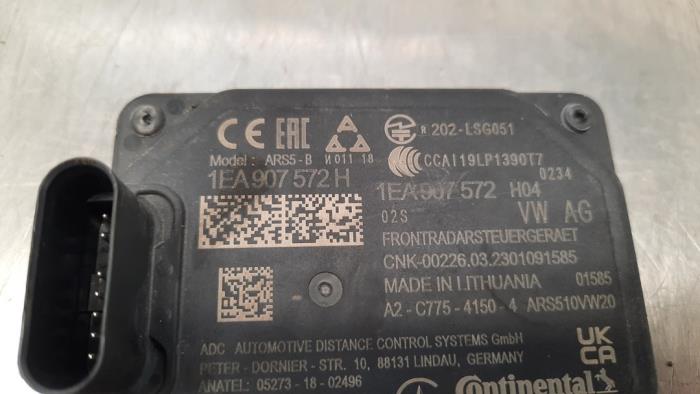 CE EAC
И011 18
R 202-LSG051
CCAI19LP1390T7
Model: ARS5-B
0234
1EA 907 572 H
1EA 907 572 H04
02S VW AG
FRONTRADARSTEUERGERAET
CNK-00226.03.2301091585
MADE IN LITHUANIA 01585
A2 - C775 - 4150 - 4 ARS510VW20
ADC AUTOMOTIVE DISTANCE CONTROL SYSTEMS GmbH
PETER - DORNIER - STR. 10, 88131 LINDAU, GERMANY
UK CA
ANATEL: 05273 - 18 - 02496
Continental